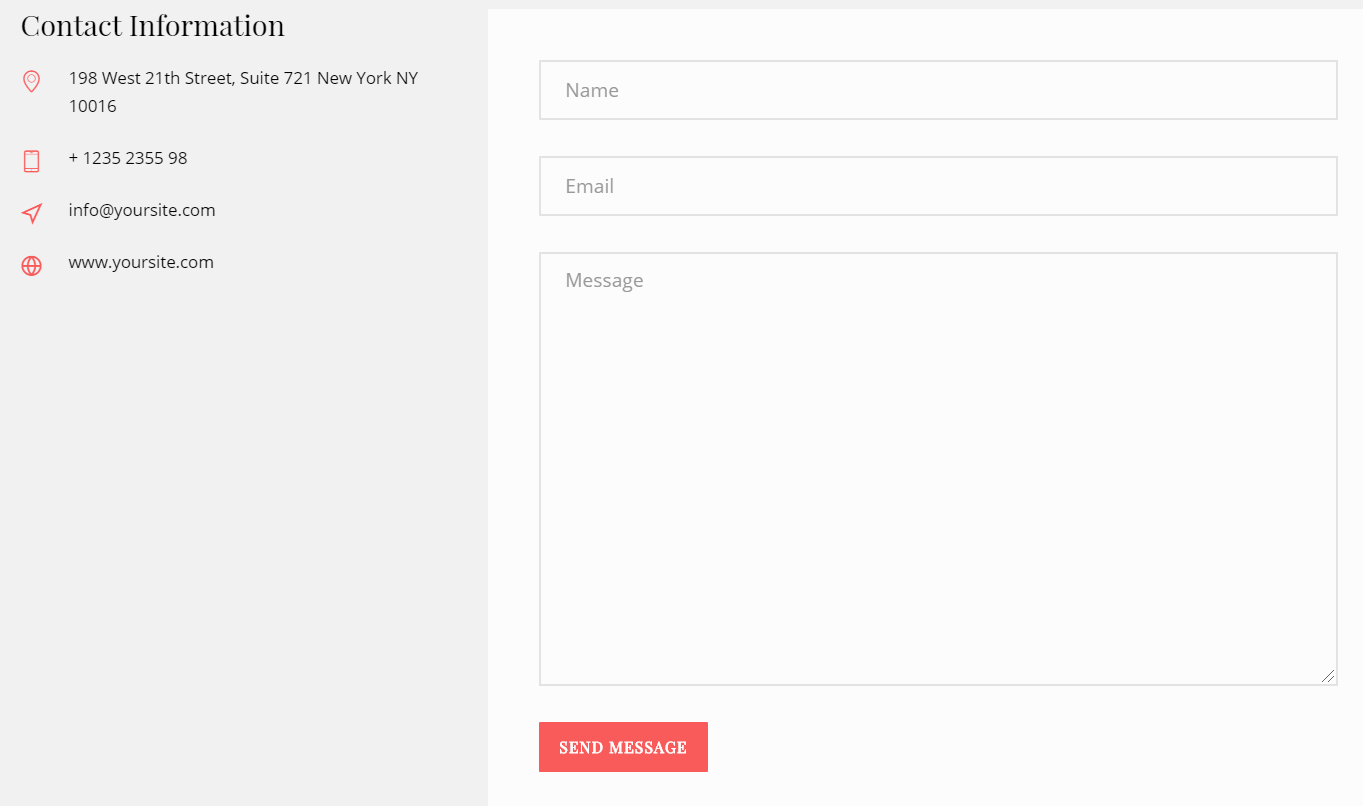 Contact Information
198 West 21th Street, Suite 721 New York NY
10016
+ 1235 2355 98
info@yoursite.com
www.yoursite.com
Name
Email
Message
SEND MESSAGE